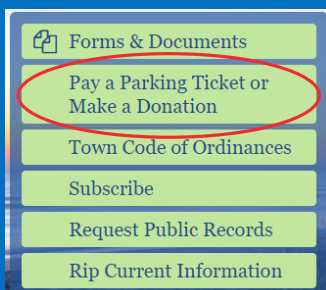 Forms & Documents
Pay a Parking Ticket or
Make a Donation
Town Code of Ordinances
Subscribe
Request Public Records
Rip Current Information